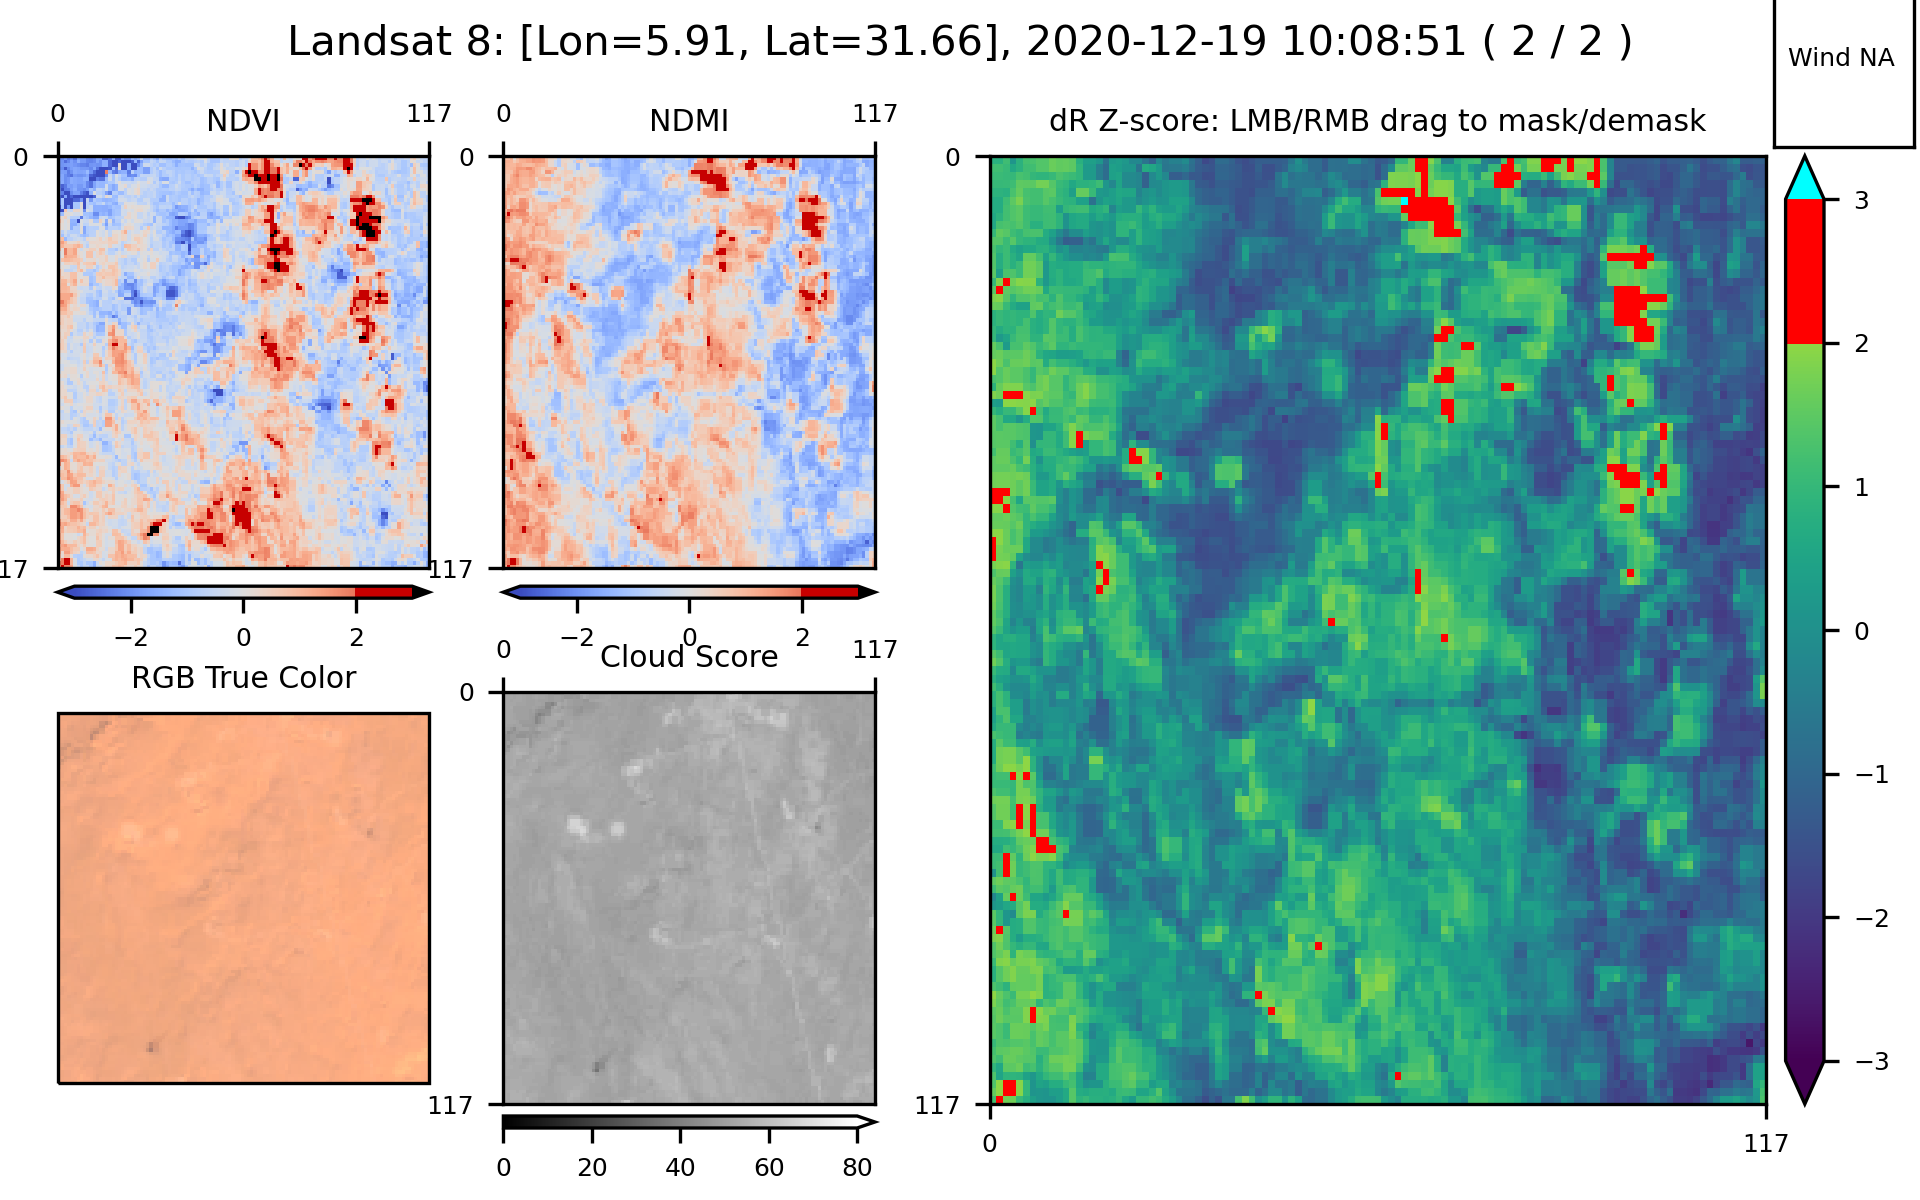 Landsat 8: [Lon=5.91, Lat=31.66], 2020-12-19 10:08:51 ( 2 / 2 )
Wind NA
0 NDVI 117
0
17
−2 0 2
0 NDMI 117
0
117
−2 0 2
dR Z-score: LMB/RMB drag to mask/demask
0
117
0 117
3
2
1
0
−1
−2
−3
RGB True Color
0 Cloud Score 117
0
117
0 20 40 60 80